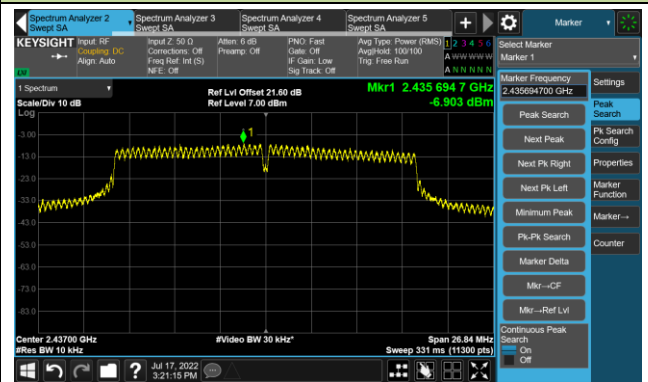 Spectrum Analyzer 2
Swept SA
Spectrum Analyzer 3
Swept SA
Spectrum Analyzer 4
Swept SA
Spectrum Analyzer 5
Swept SA
+
Marker
KEYSIGHT
Input: RF
Coupling: DC
Align: Auto
Input Z: 50 Ω
Corrections: Off
Freq Ref: Int (S)
NFE: Off
Atten: 6 dB
Preamp: Off
PNO: Fast
Gate: Off
IF Gain: Low
Sig Track: Off
Avg Type: Power (RMS)
Avg|Hold: 100/100
Trig: Free Run
1 2 3 4 5 6
A W W W W W
A N N N N N
LXI
Select Marker
Marker 1
1 Spectrum
Scale/Div 10 dB
Log
Ref Lvl Offset 21.60 dB
Ref Level 7.00 dBm
Mkr1 2.435 694 7 GHz
-6.903 dBm
1
-3.00
-13.0
-23.0
-33.0
-43.0
-53.0
-63.0
-73.0
-83.0
Center 2.43700 GHz
#Res BW 10 kHz
#Video BW 30 kHz*
Span 26.84 MHz
Sweep 331 ms (11300 pts)
Marker Frequency
2.435694700 GHz
Peak Search
Next Peak
Next Pk Right
Next Pk Left
Minimum Peak
Pk-Pk Search
Marker Delta
Mkr→CF
Mkr→Ref Lvl
Continuous Peak
Search
On
Off
Settings
Peak
Search
Pk Search
Config
Properties
Marker
Function
Marker→
Counter
?
Jul 17, 2022
3:21:15 PM